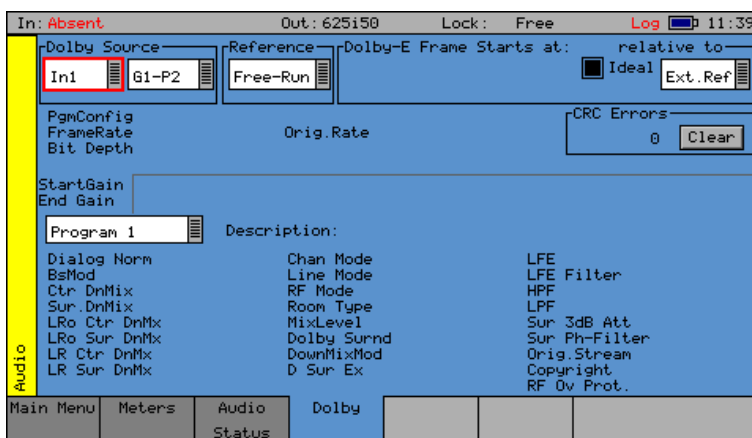 In: Absent Out: 625i50 Lock: Free Log 11:39
Dolby Source Reference Dolby-E Frame Starts at: relative to
In1 G1-P2 Free-Run Ideal Ext.Ref
PgmConfig CRC Errors
FrameRate Orig.Rate 0 Clear
Bit Depth
StartGain
End Gain
Program 1 Description:
Dialog Norm Chan Mode LFE
BsMod Line Mode LFE Filter
Ctr DnMix RF Mode HPF
Sur.DnMix Room Type LPF
LRo Ctr DnMx MixLevel Sur 3dB Att
LRo Sur DnMx Dolby Surnd Sur Ph-Filter
LR Ctr DnMx DownMixMod Orig.Stream
LR Sur DnMx D Sur Ex Copyright
RF Ov Prot.
Audio
Main Menu Meters Audio Status Dolby